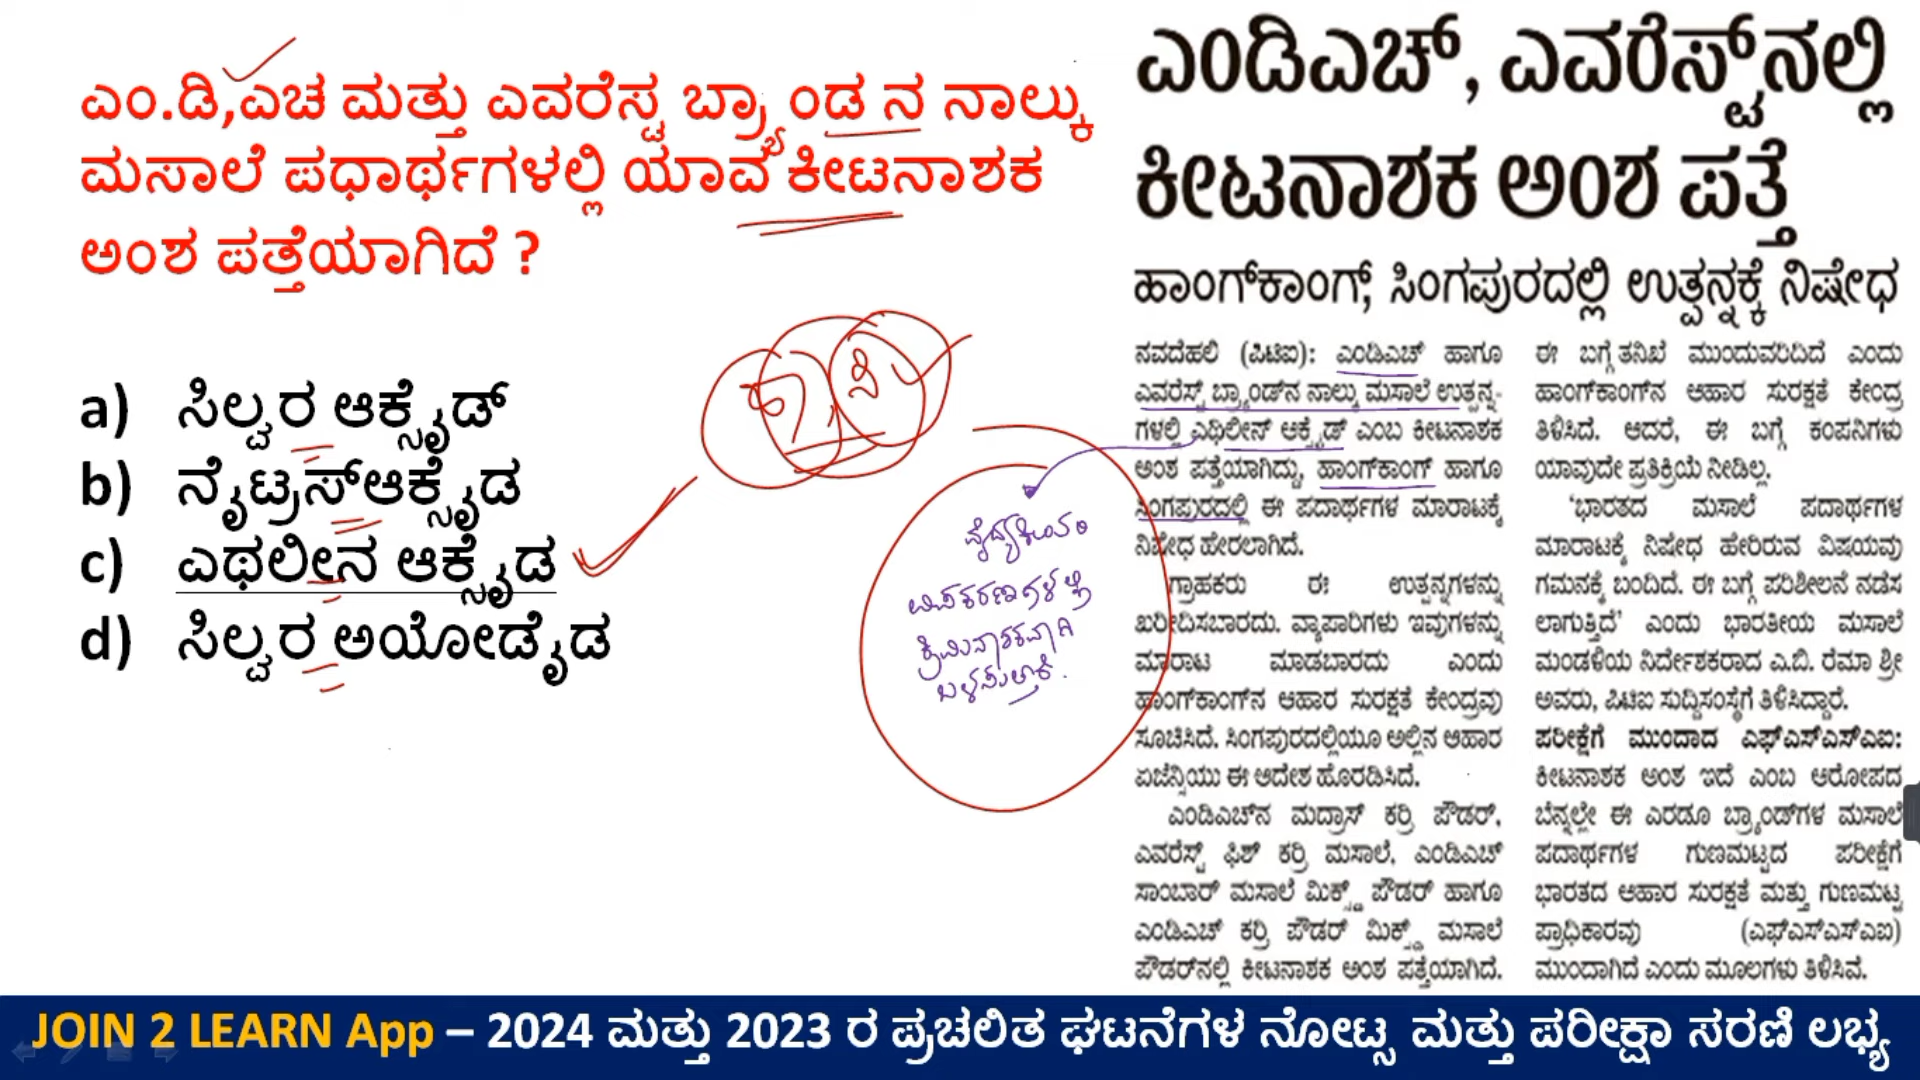 ಎಂ.ಡಿ,ಎಚ ಮತ್ತು ಎವರೆಸ್ಟ ಬ್ರ್ಯಾಂಡ ನ ನಾಲ್ಕು
ಮಸಾಲೆ ಪಧಾರ್ಥಗಳಲ್ಲಿ ಯಾವ ಕೀಟನಾಶಕ
ಅಂಶ ಪತ್ತೆಯಾಗಿದೆ ?
a) ಸಿಲ್ವರ ಆಕ್ಸೈಡ್
b) ನೈಟ್ರಸ್ಆಕ್ಸೈಡ
c) ಎಥಲೀನ ಆಕ್ಸೈಡ
d) ಸಿಲ್ವರ ಅಯೋಡೈಡ
ವೈದ್ಯಕೀಯ
ಉಪಕರಣಗಳಲ್ಲಿ
ಕ್ರಿಮಿನಾಶಕವಾಗಿ
ಬಳಸುತ್ತಾರೆ.
ಎಂಡಿಎಚ್, ಎವರೆಸ್ಟ್‌ನಲ್ಲಿ
ಕೀಟನಾಶಕ ಅಂಶ ಪತ್ತೆ
ಹಾಂಗ್‌ಕಾಂಗ್, ಸಿಂಗಪುರದಲ್ಲಿ ಉತ್ಪನ್ನಕ್ಕೆ ನಿಷೇಧ
ನವದೆಹಲಿ (ಪಿಟಿಐ): ಎಂಡಿಎಚ್ ಹಾಗೂ
ಎವರೆಸ್ಟ್ ಬ್ರ್ಯಾಂಡ್‌ನ ನಾಲ್ಕು ಮಸಾಲೆ ಉತ್ಪನ್ನ-
ಗಳಲ್ಲಿ ಎಥಿಲೀನ್ ಆಕ್ಸೈಡ್ ಎಂಬ ಕೀಟನಾಶಕ
ಅಂಶ ಪತ್ತೆಯಾಗಿದ್ದು, ಹಾಂಗ್‌ಕಾಂಗ್ ಹಾಗೂ
ಸಿಂಗಪುರದಲ್ಲಿ ಈ ಪದಾರ್ಥಗಳ ಮಾರಾಟಕ್ಕೆ
ನಿಷೇಧ ಹೇರಲಾಗಿದೆ.
ಗ್ರಾಹಕರು ಈ ಉತ್ಪನ್ನಗಳನ್ನು
ಖರೀದಿಸಬಾರದು. ವ್ಯಾಪಾರಿಗಳು ಇವುಗಳನ್ನು
ಮಾರಾಟ ಮಾಡಬಾರದು ಎಂದು
ಹಾಂಗ್‌ಕಾಂಗ್‌ನ ಆಹಾರ ಸುರಕ್ಷತೆ ಕೇಂದ್ರವು
ಸೂಚಿಸಿದೆ. ಸಿಂಗಪುರದಲ್ಲಿಯೂ ಅಲ್ಲಿನ ಆಹಾರ
ಏಜೆನ್ಸಿಯು ಈ ಆದೇಶ ಹೊರಡಿಸಿದೆ.
ಎಂಡಿಎಚ್‌ನ ಮದ್ರಾಸ್ ಕರ್ರಿ ಪೌಡರ್,
ಎವರೆಸ್ಟ್ ಫಿಶ್ ಕರ್ರಿ ಮಸಾಲೆ, ಎಂಡಿಎಚ್
ಸಾಂಬಾರ್ ಮಸಾಲೆ ಮಿಕ್ಸ್ಡ್ ಪೌಡರ್ ಹಾಗೂ
ಎಂಡಿಎಚ್ ಕರ್ರಿ ಪೌಡರ್ ಮಿಕ್ಸ್ಡ್ ಮಸಾಲೆ
ಪೌಡರ್‌ನಲ್ಲಿ ಕೀಟನಾಶಕ ಅಂಶ ಪತ್ತೆಯಾಗಿದೆ.
ಈ ಬಗ್ಗೆ ತನಿಖೆ ಮುಂದುವರಿದಿದೆ ಎಂದು
ಹಾಂಗ್‌ಕಾಂಗ್‌ನ ಆಹಾರ ಸುರಕ್ಷತೆ ಕೇಂದ್ರ
ತಿಳಿಸಿದೆ. ಆದರೆ, ಈ ಬಗ್ಗೆ ಕಂಪನಿಗಳು
ಯಾವುದೇ ಪ್ರತಿಕ್ರಿಯೆ ನೀಡಿಲ್ಲ.
'ಭಾರತದ ಮಸಾಲೆ ಪದಾರ್ಥಗಳ
ಮಾರಾಟಕ್ಕೆ ನಿಷೇಧ ಹೇರಿರುವ ವಿಷಯವು
ಗಮನಕ್ಕೆ ಬಂದಿದೆ. ಈ ಬಗ್ಗೆ ಪರಿಶೀಲನೆ ನಡೆಸ
ಲಾಗುತ್ತಿದೆ' ಎಂದು ಭಾರತೀಯ ಮಸಾಲೆ
ಮಂಡಳಿಯ ನಿರ್ದೇಶಕರಾದ ಎ.ಬಿ. ರೆಮಾ ಶ್ರೀ
ಅವರು, ಪಿಟಿಐ ಸುದ್ದಿಸಂಸ್ಥೆಗೆ ತಿಳಿಸಿದ್ದಾರೆ.
ಪರೀಕ್ಷೆಗೆ ಮುಂದಾದ ಎಫ್‌ಎಸ್‌ಎಸ್‌ಎಐ:
ಕೀಟನಾಶಕ ಅಂಶ ಇದೆ ಎಂಬ ಆರೋಪದ
ಬೆನ್ನಲ್ಲೇ ಈ ಎರಡೂ ಬ್ರ್ಯಾಂಡ್‌ಗಳ ಮಸಾಲೆ
ಪದಾರ್ಥಗಳ ಗುಣಮಟ್ಟದ ಪರೀಕ್ಷೆಗೆ
ಭಾರತದ ಆಹಾರ ಸುರಕ್ಷತೆ ಮತ್ತು ಗುಣಮಟ್ಟ
ಪ್ರಾಧಿಕಾರವು (ಎಫ್‌ಎಸ್‌ಎಸ್‌ಎಐ)
ಮುಂದಾಗಿದೆ ಎಂದು ಮೂಲಗಳು ತಿಳಿಸಿವೆ.
JOIN 2 LEARN App – 2024 ಮತ್ತು 2023 ರ ಪ್ರಚಲಿತ ಘಟನೆಗಳ ನೋಟ್ಸ ಮತ್ತು ಪರೀಕ್ಷಾ ಸರಣಿ ಲಭ್ಯ